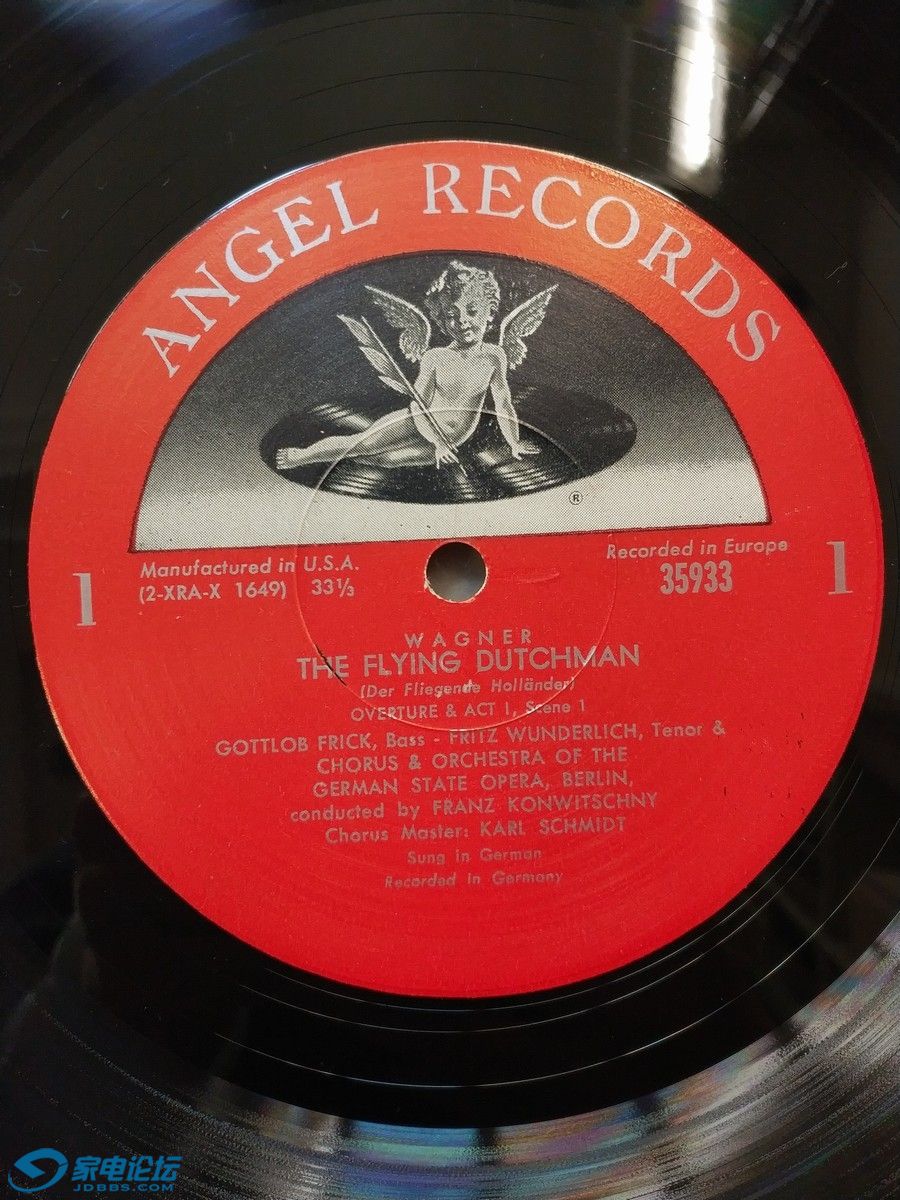 ANGEL RECORDS
®
Manufactured in U.S.A.
(2-XRA-X 1649) 33⅓
Recorded in Europe
35933
1
1
WAGNER
THE FLYING DUTCHMAN
(Der Fliegende Holländer)
OVERTURE & ACT I, Scene 1
GOTTLOB FRICK, Bass - FRITZ WUNDERLICH, Tenor &
CHORUS & ORCHESTRA OF THE
GERMAN STATE OPERA, BERLIN,
conducted by FRANZ KONWITSCHNY
Chorus Master: KARL SCHMIDT
Sung in German
Recorded in Germany
家电论坛
JDBBS.COM